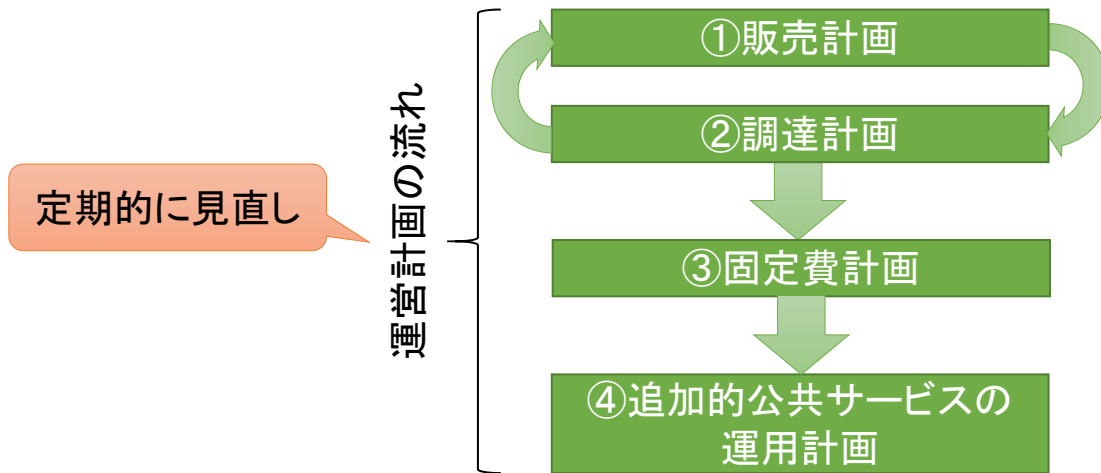 ①販売計画
②調達計画
運営計画の流れ
定期的に見直し
③固定費計画
④追加的公共サービスの
運用計画